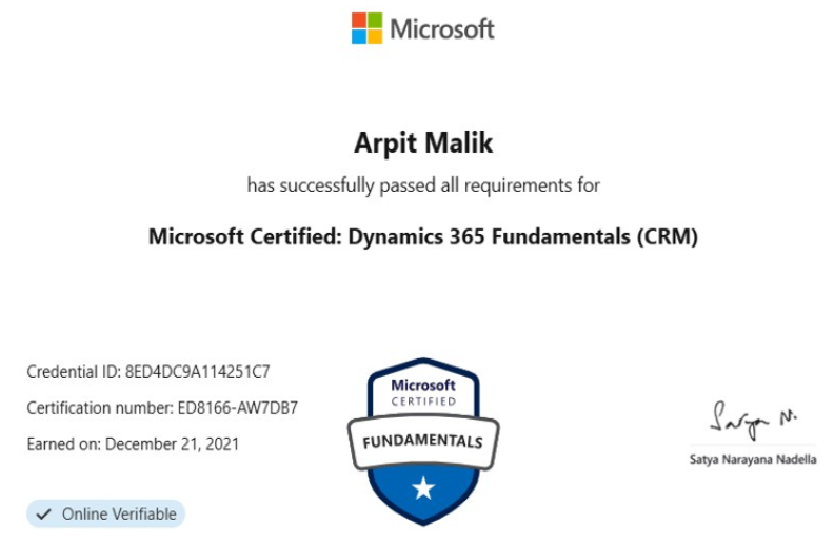 Microsoft
Arpit Malik
has successfully passed all requirements for
Microsoft Certified: Dynamics 365 Fundamentals (CRM)
Credential ID: 8ED4DC9A114251C7
Certification number: ED8166-AW7DB7
Earned on: December 21, 2021
Online Verifiable
Microsoft
CERTIFIED
FUNDAMENTALS
Satya N.
Satya Narayana Nadella